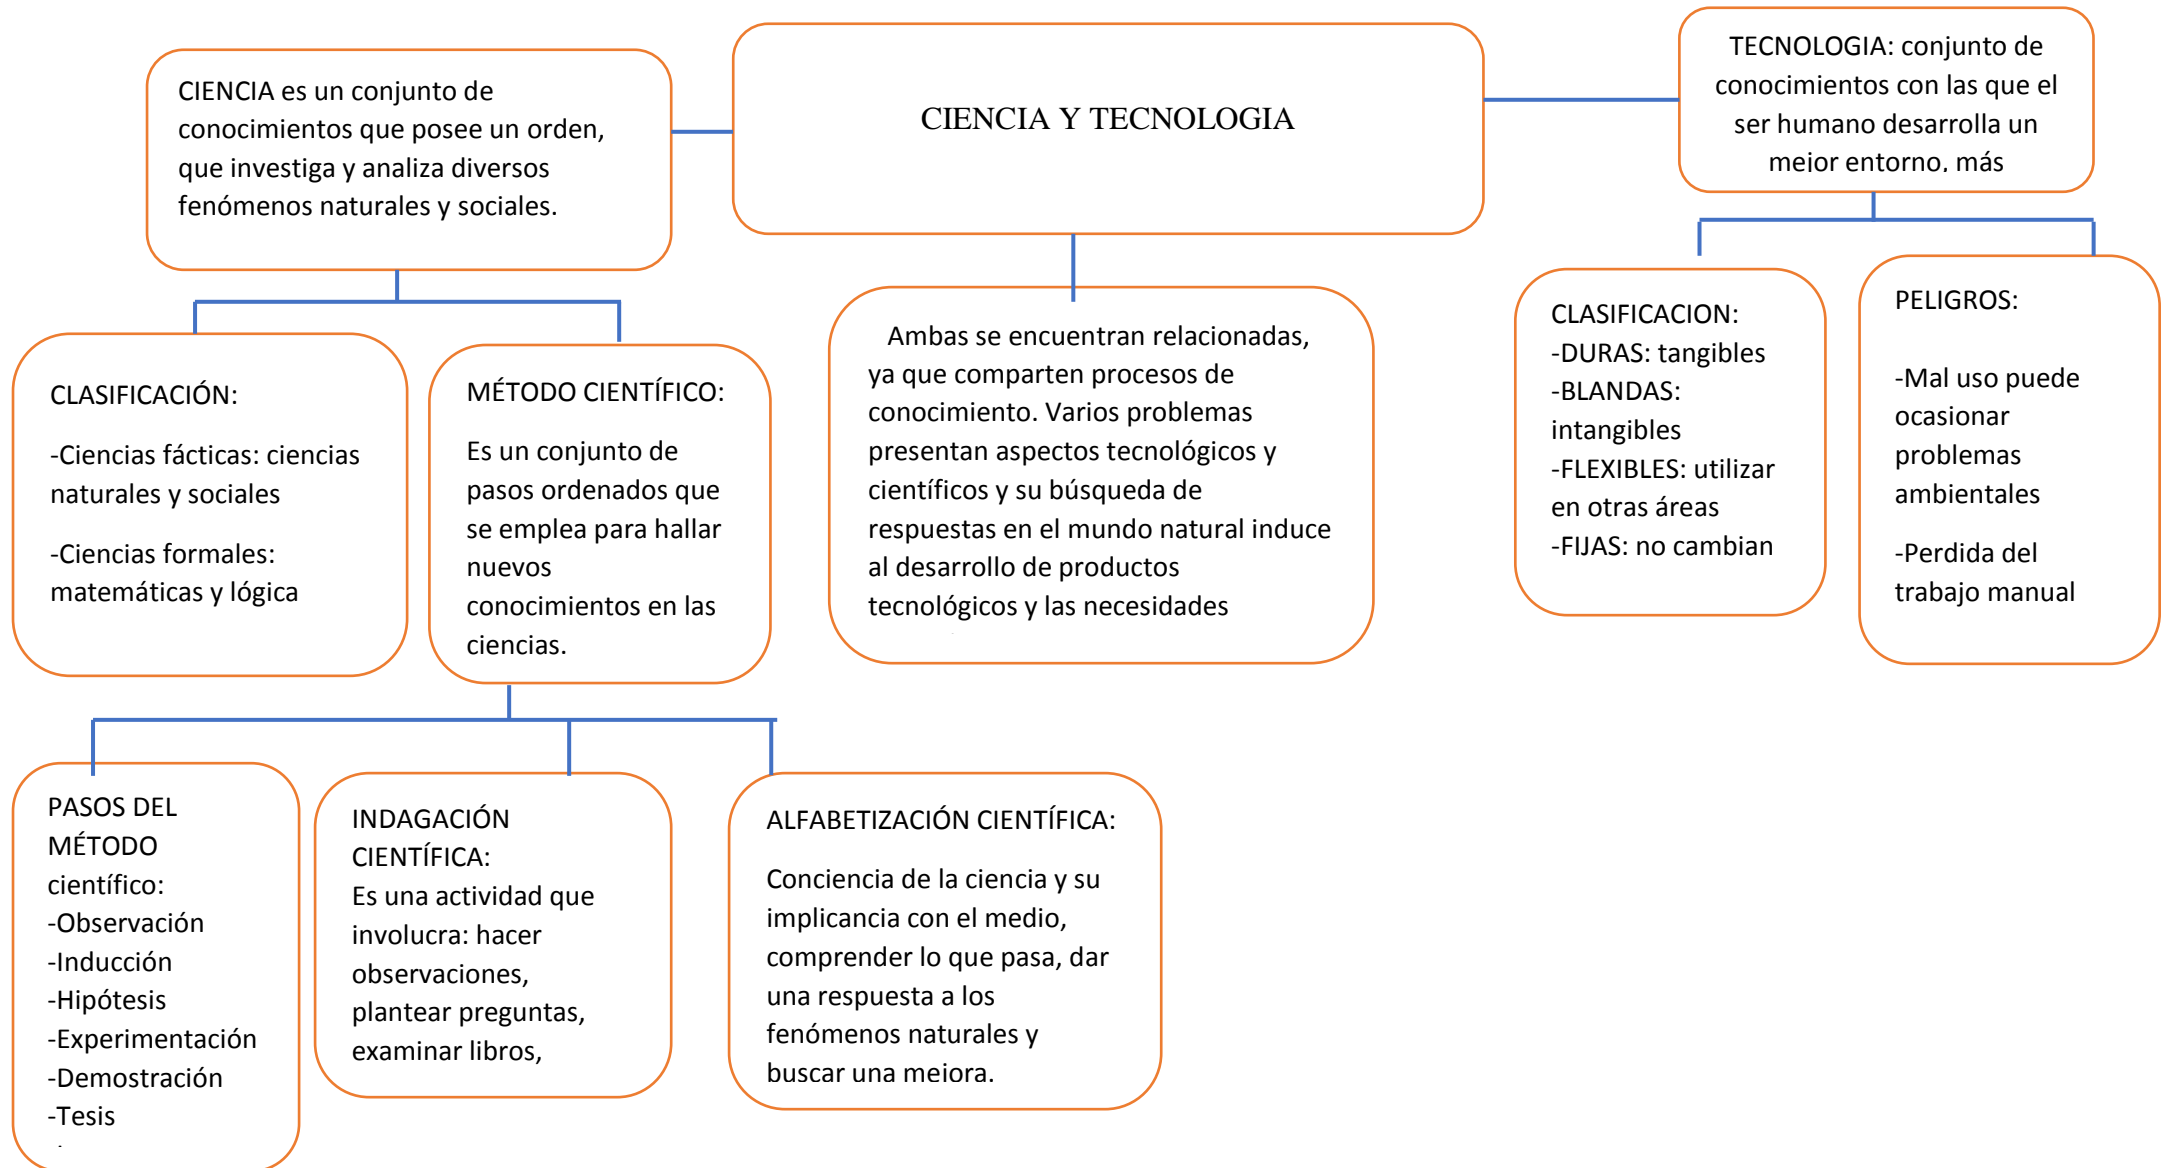 CIENCIA Y TECNOLOGIA
CIENCIA es un conjunto de
conocimientos que posee un orden,
que investiga y analiza diversos
fenómenos naturales y sociales.
TECNOLOGIA: conjunto de
conocimientos con las que el
ser humano desarrolla un
mejor entorno, más
CLASIFICACIÓN:
-Ciencias fácticas: ciencias
naturales y sociales
-Ciencias formales:
matemáticas y lógica
MÉTODO CIENTÍFICO:
Es un conjunto de
pasos ordenados que
se emplea para hallar
nuevos
conocimientos en las
ciencias.
Ambas se encuentran relacionadas,
ya que comparten procesos de
conocimiento. Varios problemas
presentan aspectos tecnológicos y
científicos y su búsqueda de
respuestas en el mundo natural induce
al desarrollo de productos
tecnológicos y las necesidades
CLASIFICACION:
-DURAS: tangibles
-BLANDAS:
intangibles
-FLEXIBLES: utilizar
en otras áreas
-FIJAS: no cambian
PELIGROS:
-Mal uso puede
ocasionar
problemas
ambientales
-Perdida del
trabajo manual
PASOS DEL
MÉTODO
científico:
-Observación
-Inducción
-Hipótesis
-Experimentación
-Demostración
-Tesis
INDAGACIÓN
CIENTÍFICA:
Es una actividad que
involucra: hacer
observaciones,
plantear preguntas,
examinar libros,
ALFABETIZACIÓN CIENTÍFICA:
Conciencia de la ciencia y su
implicancia con el medio,
comprender lo que pasa, dar
una respuesta a los
fenómenos naturales y
buscar una mejora.